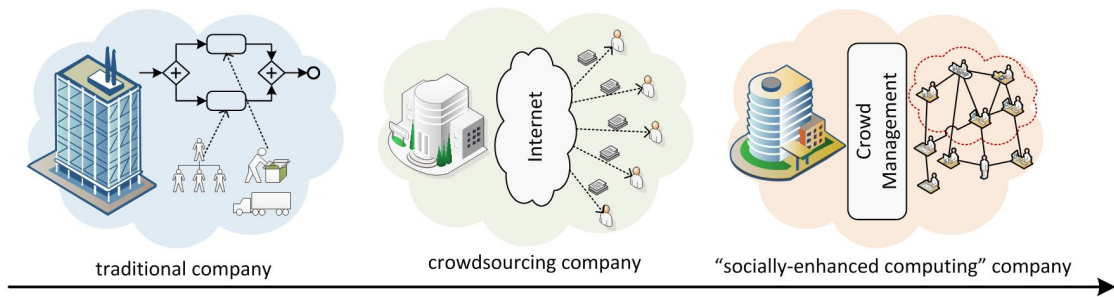 Internet
Crowd
Management
traditional company
crowdsourcing company
“socially-enhanced computing” company